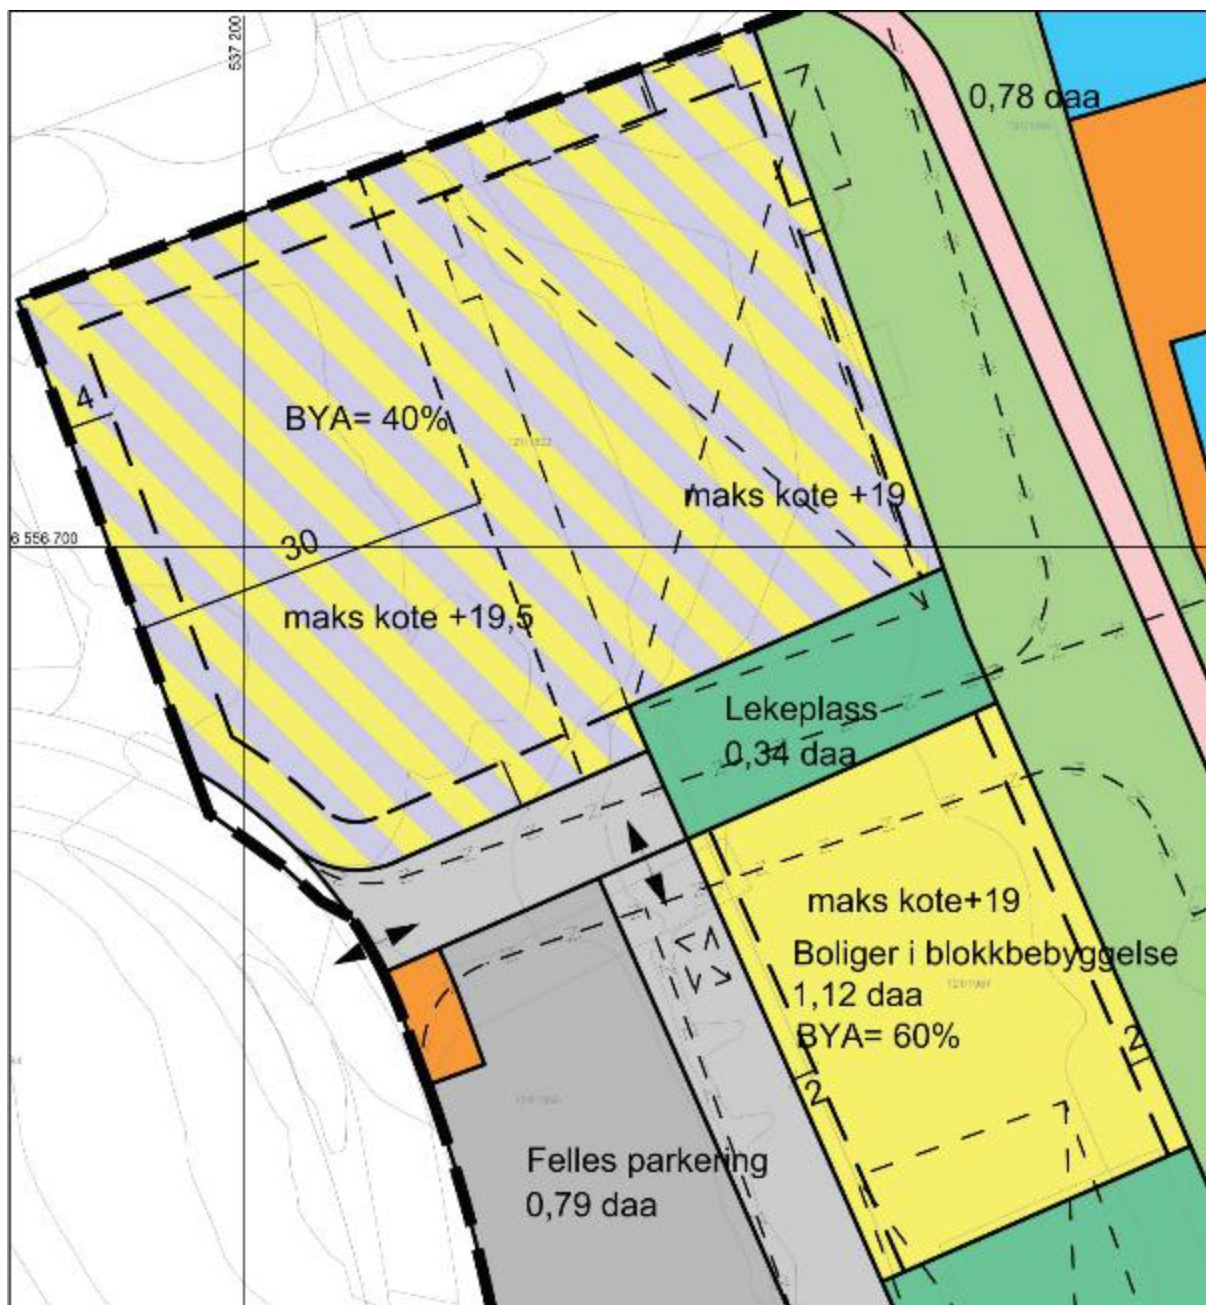 537 200
0,78 daa
4
BYA= 40%
maks kote +19
6 556 700
30
maks kote +19,5
Lekeplass
0,34 daa
maks kote+19
Boliger i blokkbebyggelse
1,12 daa
BYA= 60%
2
2
Felles parkering
0,79 daa